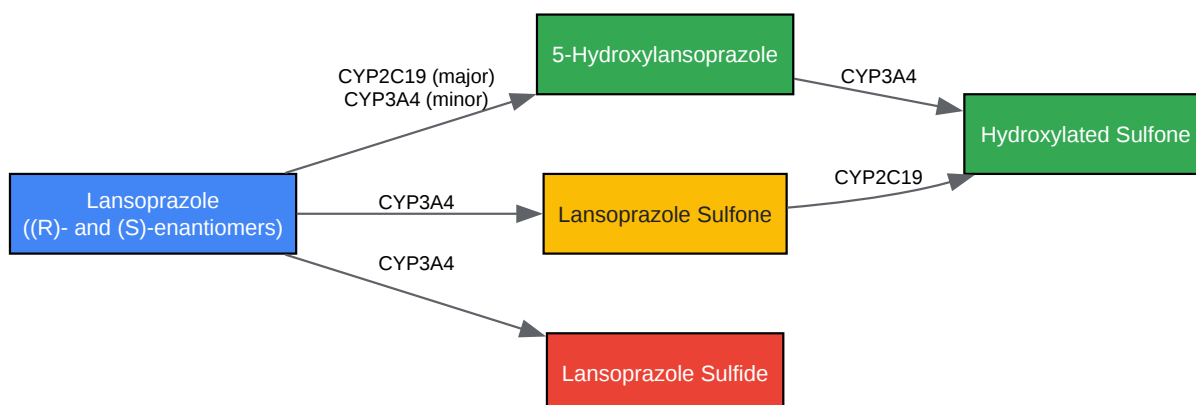 5-Hydroxylansoprazole
CYP2C19 (major)
CYP3A4 (minor)
CYP3A4
Hydroxylated Sulfone
Lansoprazole
((R)- and (S)-enantiomers)
CYP3A4
Lansoprazole Sulfone
CYP2C19
CYP3A4
Lansoprazole Sulfide